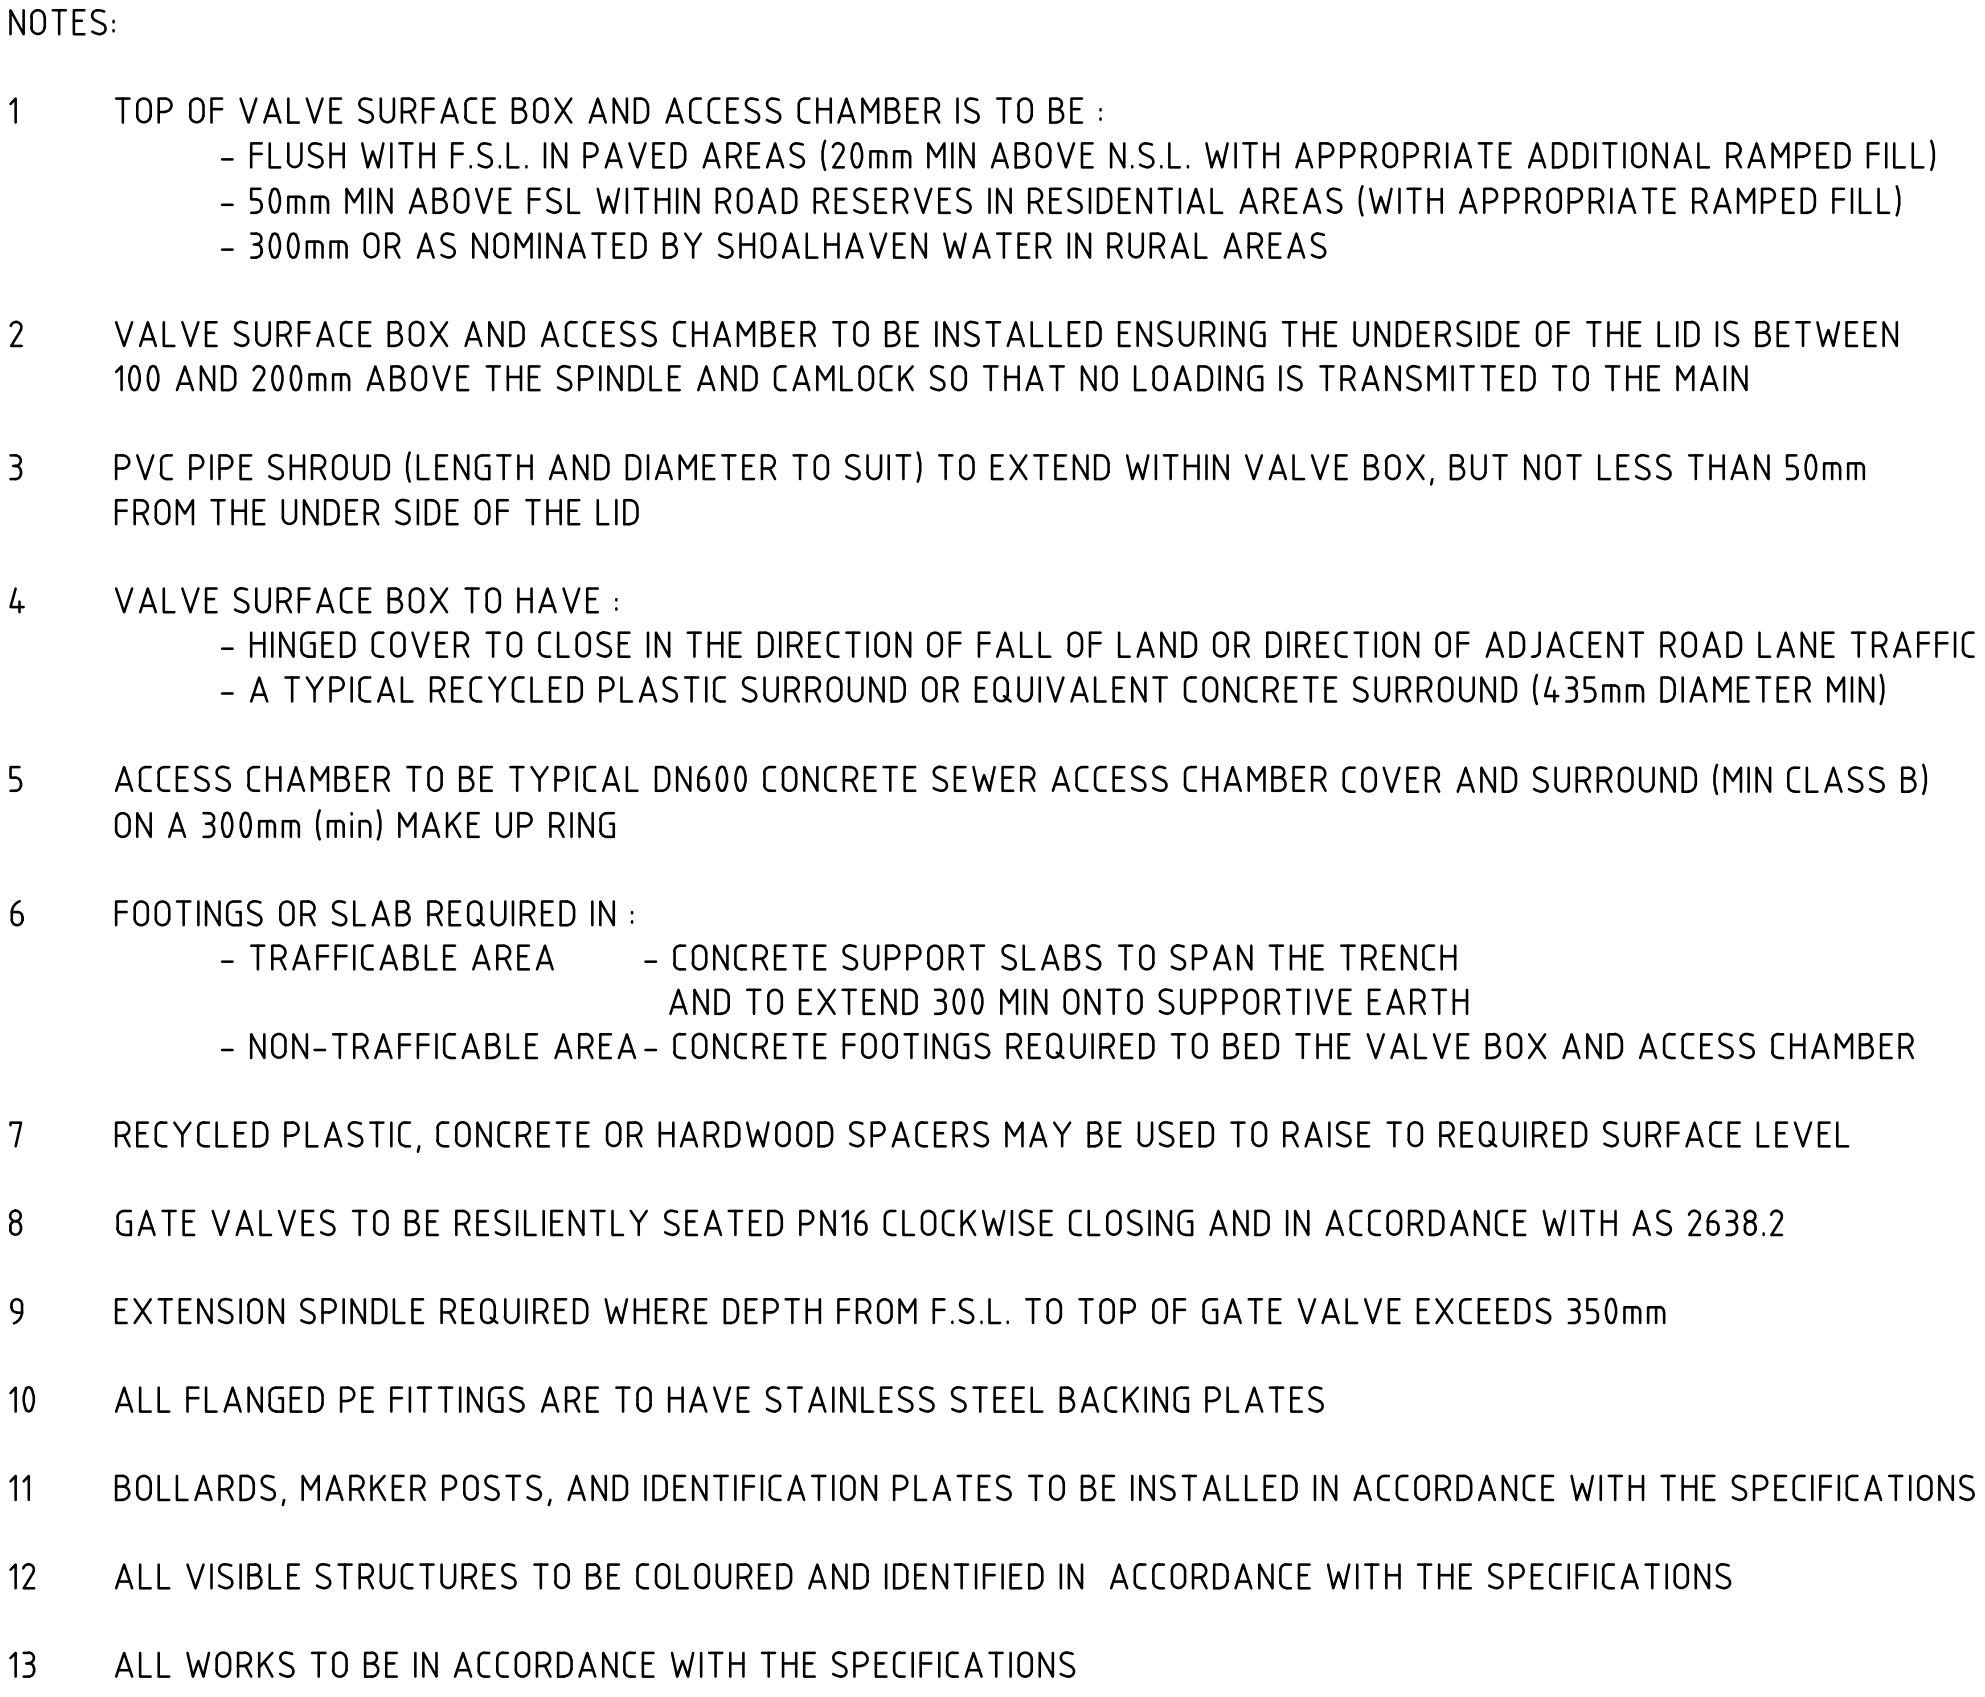 NOTES:
1 TOP OF VALVE SURFACE BOX AND ACCESS CHAMBER IS TO BE :
- FLUSH WITH F.S.L. IN PAVED AREAS (20mm MIN ABOVE N.S.L. WITH APPROPRIATE ADDITIONAL RAMPED FILL)
- 50mm MIN ABOVE FSL WITHIN ROAD RESERVES IN RESIDENTIAL AREAS (WITH APPROPRIATE RAMPED FILL)
- 300mm OR AS NOMINATED BY SHOALHAVEN WATER IN RURAL AREAS
2 VALVE SURFACE BOX AND ACCESS CHAMBER TO BE INSTALLED ENSURING THE UNDERSIDE OF THE LID IS BETWEEN
100 AND 200mm ABOVE THE SPINDLE AND CAMLOCK SO THAT NO LOADING IS TRANSMITTED TO THE MAIN
3 PVC PIPE SHROUD (LENGTH AND DIAMETER TO SUIT) TO EXTEND WITHIN VALVE BOX, BUT NOT LESS THAN 50mm
FROM THE UNDER SIDE OF THE LID
4 VALVE SURFACE BOX TO HAVE :
- HINGED COVER TO CLOSE IN THE DIRECTION OF FALL OF LAND OR DIRECTION OF ADJACENT ROAD LANE TRAFFIC
- A TYPICAL RECYCLED PLASTIC SURROUND OR EQUIVALENT CONCRETE SURROUND (435mm DIAMETER MIN)
5 ACCESS CHAMBER TO BE TYPICAL DN600 CONCRETE SEWER ACCESS CHAMBER COVER AND SURROUND (MIN CLASS B)
ON A 300mm (min) MAKE UP RING
6 FOOTINGS OR SLAB REQUIRED IN :
- TRAFFICABLE AREA - CONCRETE SUPPORT SLABS TO SPAN THE TRENCH
AND TO EXTEND 300 MIN ONTO SUPPORTIVE EARTH
- NON-TRAFFICABLE AREA - CONCRETE FOOTINGS REQUIRED TO BED THE VALVE BOX AND ACCESS CHAMBER
7 RECYCLED PLASTIC, CONCRETE OR HARDWOOD SPACERS MAY BE USED TO RAISE TO REQUIRED SURFACE LEVEL
8 GATE VALVES TO BE RESILIENTLY SEATED PN16 CLOCKWISE CLOSING AND IN ACCORDANCE WITH AS 2638.2
9 EXTENSION SPINDLE REQUIRED WHERE DEPTH FROM F.S.L. TO TOP OF GATE VALVE EXCEEDS 350mm
10 ALL FLANGED PE FITTINGS ARE TO HAVE STAINLESS STEEL BACKING PLATES
11 BOLLARDS, MARKER POSTS, AND IDENTIFICATION PLATES TO BE INSTALLED IN ACCORDANCE WITH THE SPECIFICATIONS
12 ALL VISIBLE STRUCTURES TO BE COLOURED AND IDENTIFIED IN ACCORDANCE WITH THE SPECIFICATIONS
13 ALL WORKS TO BE IN ACCORDANCE WITH THE SPECIFICATIONS